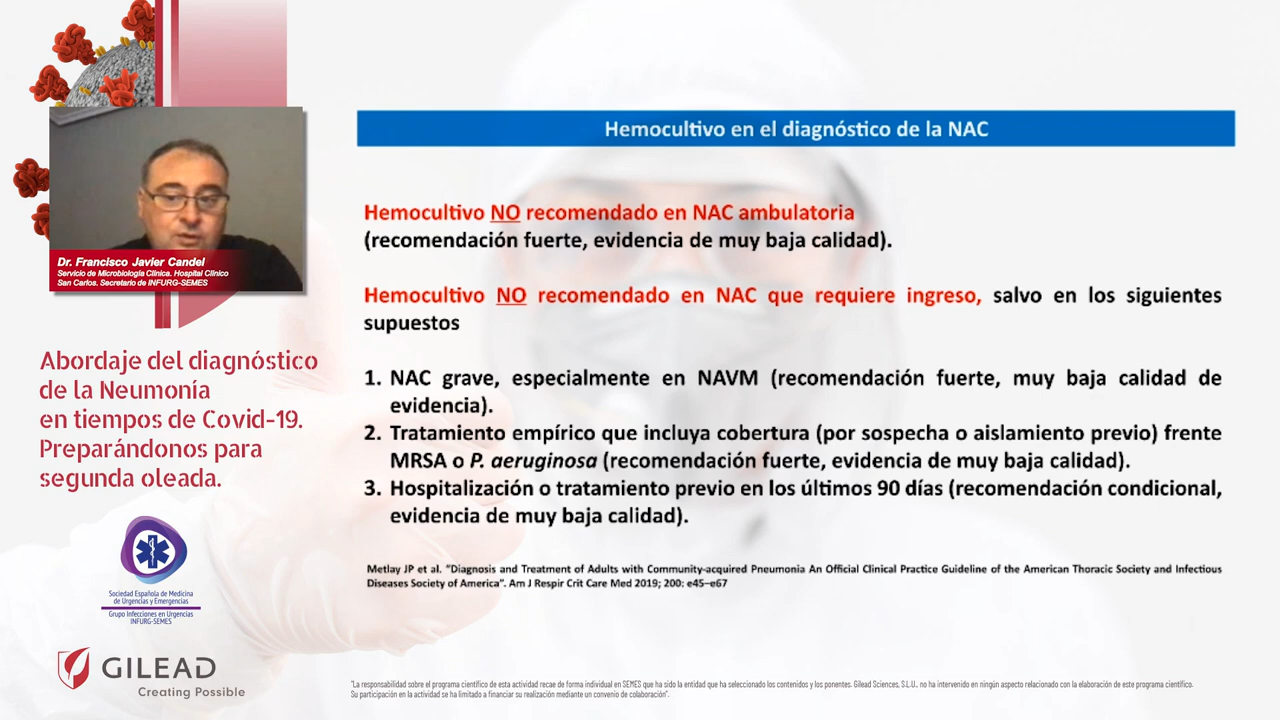 Hemocultivo en el diagnóstico de la NAC
Dr. Francisco Javier Candel
Servicio de Microbiología Clínica. Hospital Clínico
San Carlos. Secretario de INFURG-SEMES
Abordaje del diagnóstico
de la Neumonía
en tiempos de Covid-19.
Preparándonos para
segunda oleada.
Sociedad Española de Medicina
de Urgencias y Emergencias
Grupo Infecciones en Urgencias
INFURG-SEMES
GILEAD
Creating Possible
Hemocultivo NO recomendado en NAC ambulatoria
(recomendación fuerte, evidencia de muy baja calidad).
Hemocultivo NO recomendado en NAC que requiere ingreso, salvo en los siguientes
supuestos
1. NAC grave, especialmente en NAVM (recomendación fuerte, muy baja calidad de
evidencia).
2. Tratamiento empírico que incluya cobertura (por sospecha o aislamiento previo) frente
MRSA o P. aeruginosa (recomendación fuerte, evidencia de muy baja calidad).
3. Hospitalización o tratamiento previo en los últimos 90 días (recomendación condicional,
evidencia de muy baja calidad).
Metlay JP et al. "Diagnosis and Treatment of Adults with Community-acquired Pneumonia An Official Clinical Practice Guideline of the American Thoracic Society and Infectious
Diseases Society of America". Am J Respir Crit Care Med 2019; 200: e45–e67
"La responsabilidad sobre el programa científico de esta actividad recae de forma individual en SEMES que ha sido la entidad que ha seleccionado los contenidos y los ponentes. Gilead Sciences, S.L.U., no ha intervenido en ningún aspecto relacionado con la elaboración de este programa científico.
Su participación en la actividad se ha limitado a financiar su realización mediante un convenio de colaboración".